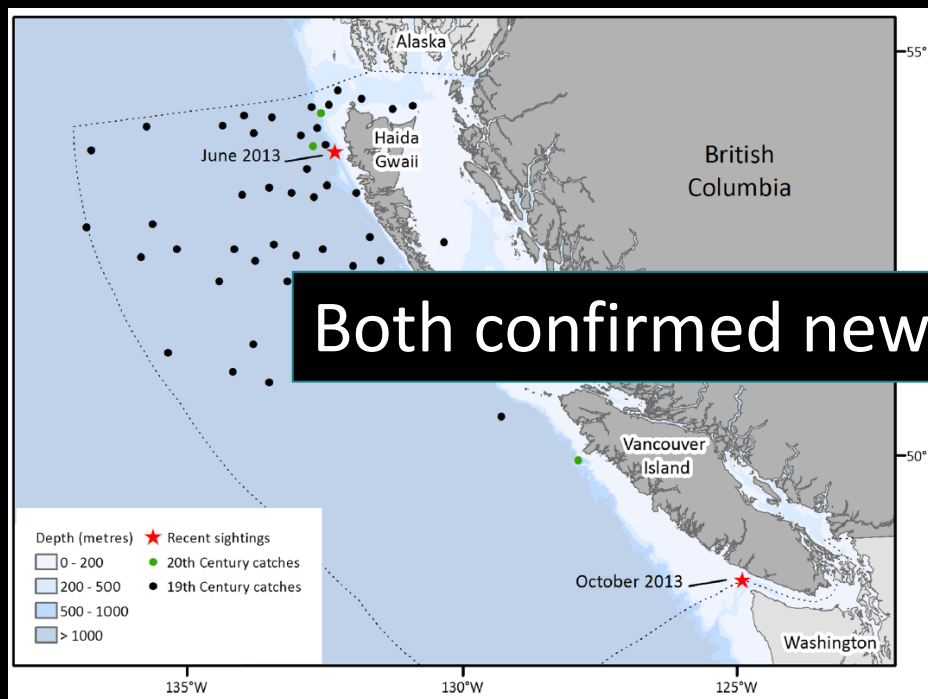 Alaska
55°
Haida
Gwaii
June 2013
British
Columbia
Both confirmed new
Vancouver
Island
50°
Depth (metres)
0 - 200
200 - 500
500 - 1000
> 1000
Recent sightings
20th Century catches
19th Century catches
October 2013
Washington
135°W
130°W
125°W